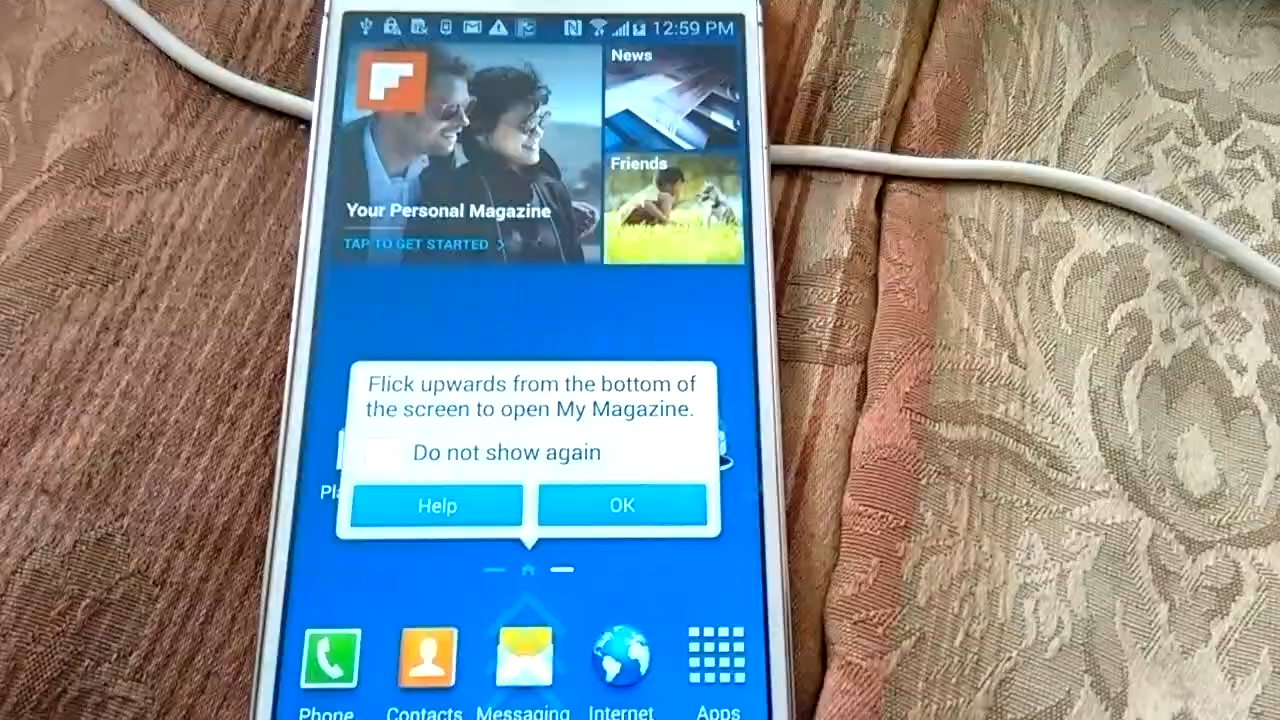 12:59 PM
News
Friends
Your Personal Magazine
TAP TO GET STARTED
Flick upwards from the bottom of
the screen to open My Magazine.
Do not show again
Help
OK
Phone
Contacts
Messaging
Internet
Apps